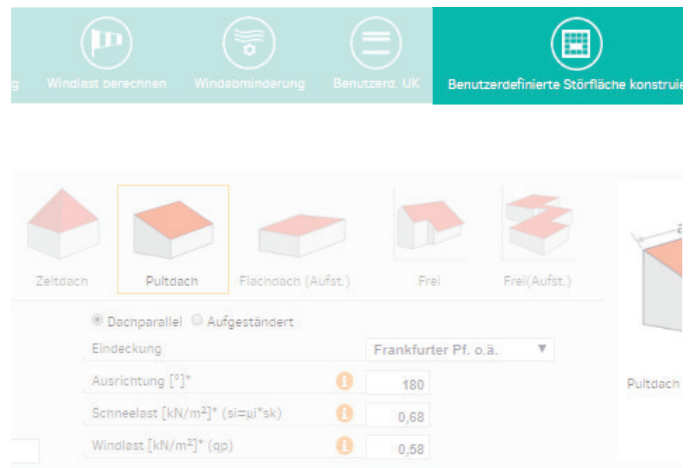 g Windlast berechnen Windabminderung Benutzerd. UK Benutzerdefinierte Störfläche konstruie
a
Zeltdach Pultdach Flachdach (Aufst.) Frei Frei(Aufst.)
Dachparallel Aufgeständert
Eindeckung Frankfurter Pf. o.ä.
Ausrichtung [°]* i 180
Pultdach
Schneelast [kN/m²]* (si=µi*sk) i 0,68
Windlast [kN/m²]* (qp) i 0,58